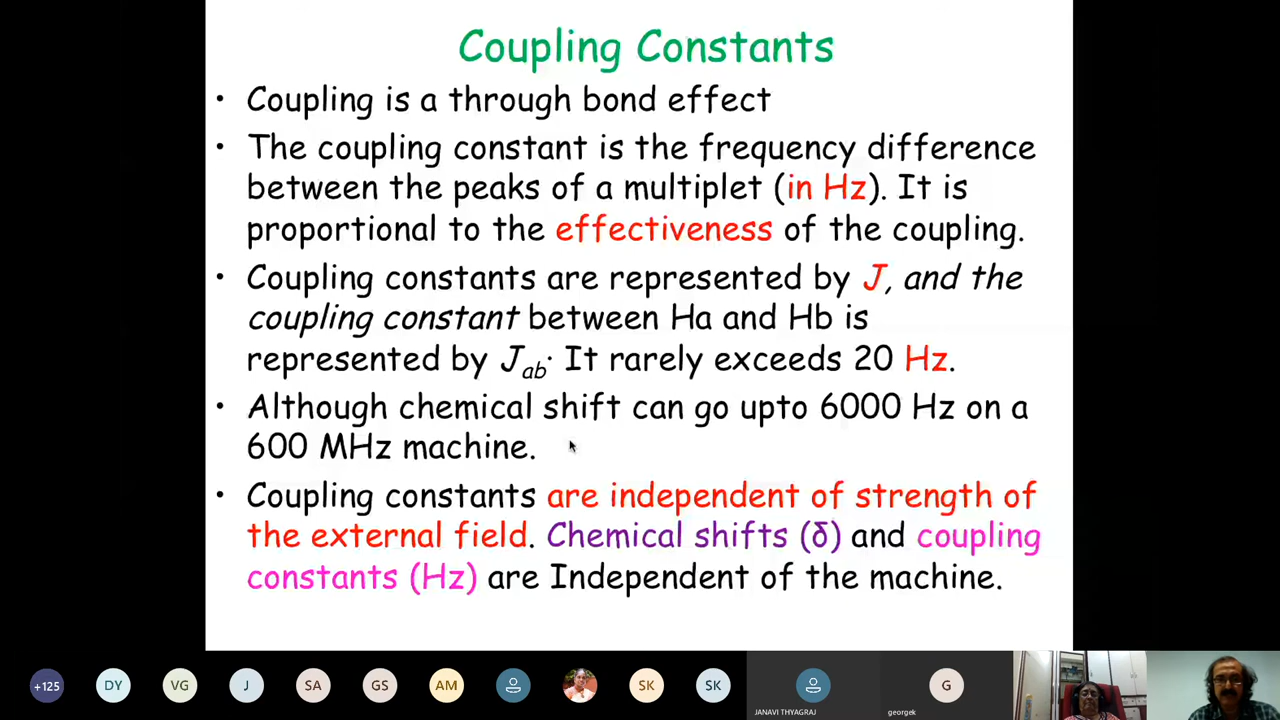 Coupling Constants
• Coupling is a through bond effect
• The coupling constant is the frequency difference
between the peaks of a multiplet (in Hz). It is
proportional to the effectiveness of the coupling.
• Coupling constants are represented by J, and the
coupling constant between Ha and Hb is
represented by Jab. It rarely exceeds 20 Hz.
• Although chemical shift can go upto 6000 Hz on a
600 MHz machine.
• Coupling constants are independent of strength of
the external field. Chemical shifts (δ) and coupling
constants (Hz) are Independent of the machine.
+125 DY VG J SA GS AM SK SK G
JANAVI THYAGRAJ georgek